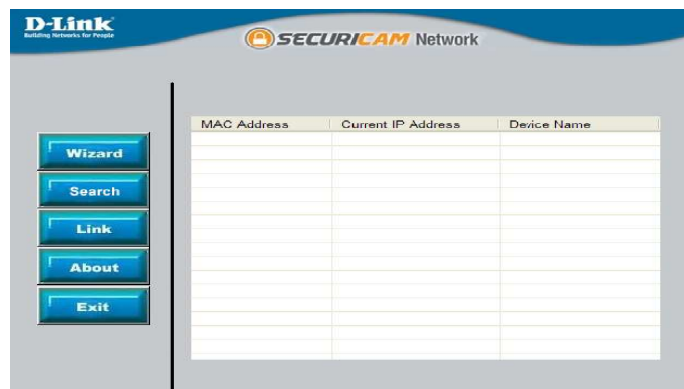 D-Link
Building Networks for People
SECURICAM Network
MAC Address Current IP Address Device Name
Wizard
Search
Link
About
Exit